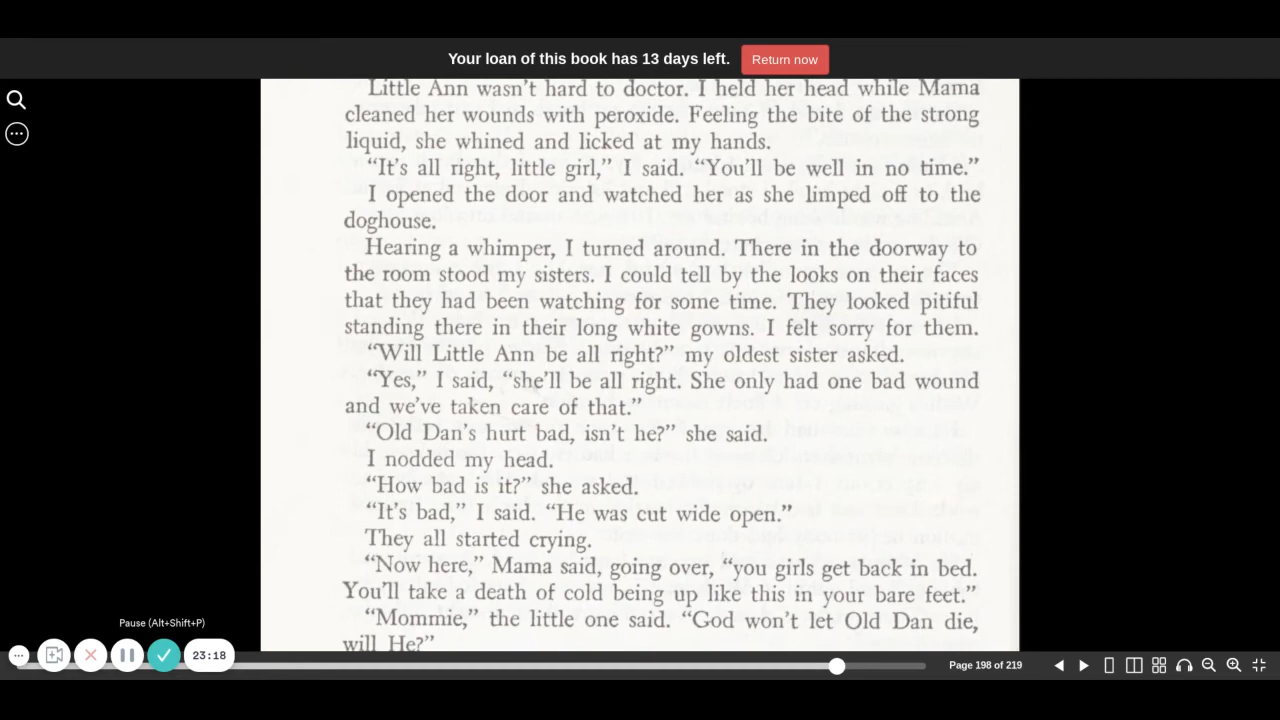 Your loan of this book has 13 days left. Return now
Little Ann wasn't hard to doctor. I held her head while Mama
cleaned her wounds with peroxide. Feeling the bite of the strong
liquid, she whined and licked at my hands.
“It's all right, little girl,” I said. “You'll be well in no time.”
I opened the door and watched her as she limped off to the
doghouse.
Hearing a whimper, I turned around. There in the doorway to
the room stood my sisters. I could tell by the looks on their faces
that they had been watching for some time. They looked pitiful
standing there in their long white gowns. I felt sorry for them.
“Will Little Ann be all right?” my oldest sister asked.
“Yes,” I said, “she'll be all right. She only had one bad wound
and we've taken care of that.”
“Old Dan's hurt bad, isn't he?” she said.
I nodded my head.
“How bad is it?” she asked.
“It's bad,” I said. “He was cut wide open.”
They all started crying.
“Now here,” Mama said, going over, “you girls get back in bed.
You'll take a death of cold being up like this in your bare feet.”
“Mommie,” the little one said. “God won't let Old Dan die,
will He?”
Pause (Alt+Shift+P)
23:18
Page 198 of 219